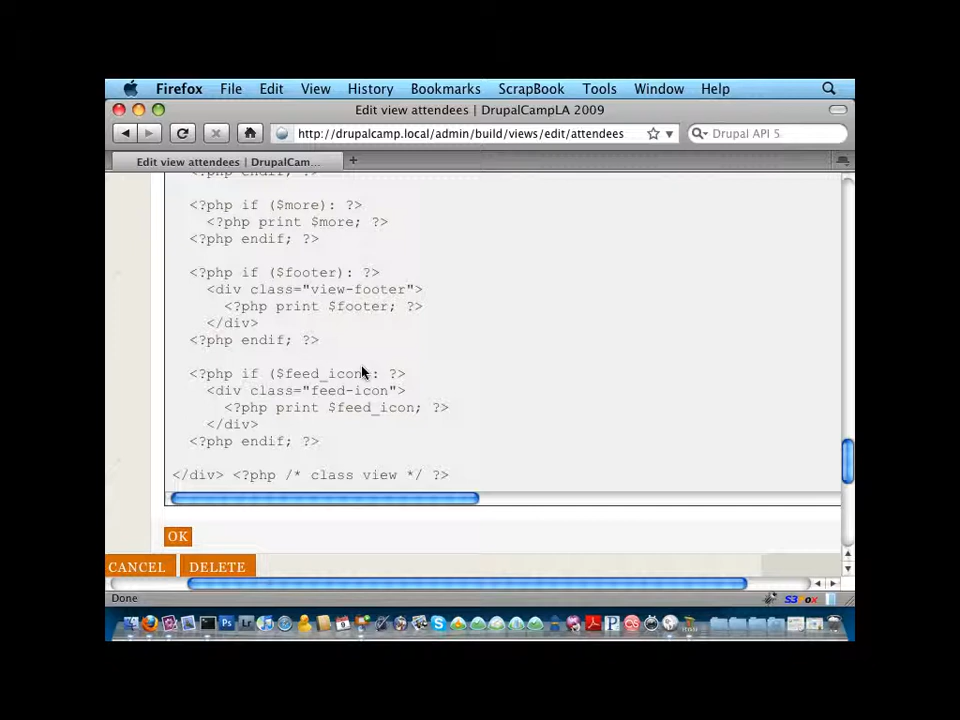 Firefox File Edit View History Bookmarks ScrapBook Tools Window Help
Edit view attendees | DrupalCampLA 2009
http://drupalcamp.local/admin/build/views/edit/attendees
Drupal API 5
Edit view attendees | DrupalCam...
<?php endif; ?>
<?php if ($more): ?>
<?php print $more; ?>
<?php endif; ?>
<?php if ($footer): ?>
<div class="view-footer">
<?php print $footer; ?>
</div>
<?php endif; ?>
<?php if ($feed_icon): ?>
<div class="feed-icon">
<?php print $feed_icon; ?>
</div>
<?php endif; ?>
</div> <?php /* class view */ ?>
OK
CANCEL DELETE
Done
S3Fox